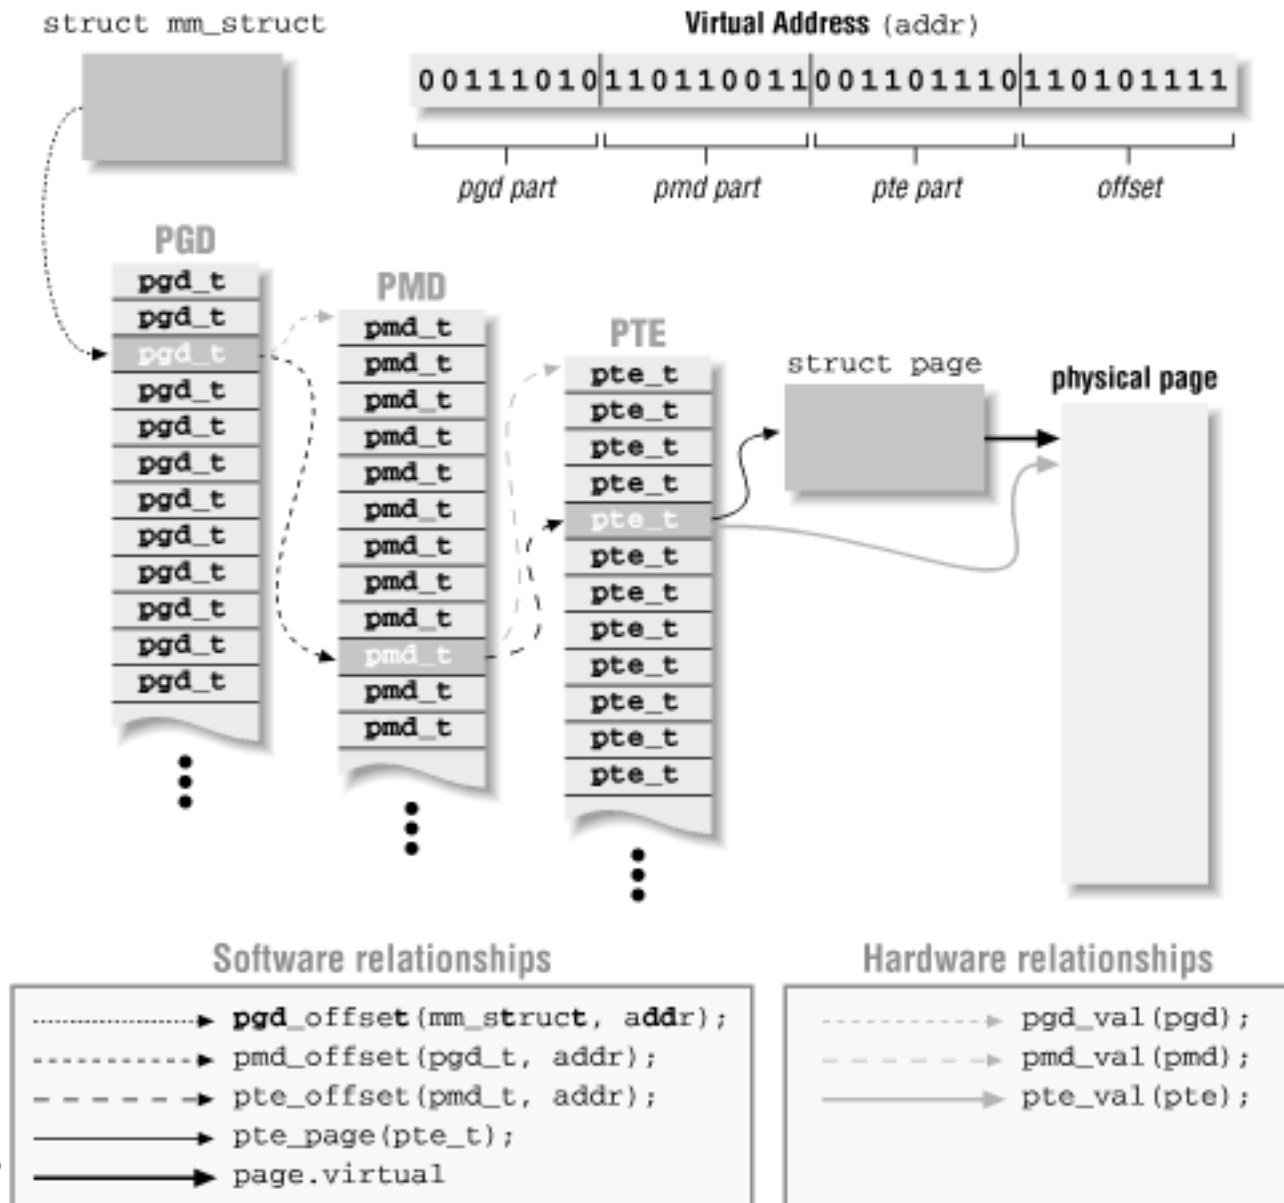 struct mm_struct
Virtual Address (addr)
00111010 110110011 001101110 110101111
pgd part pmd part pte part offset
PGD
pgd_t
pgd_t
pgd_t
pgd_t
pgd_t
pgd_t
pgd_t
pgd_t
pgd_t
pgd_t
pgd_t
pgd_t
PMD
pmd_t
pmd_t
pmd_t
pmd_t
pmd_t
pmd_t
pmd_t
pmd_t
pmd_t
pmd_t
pmd_t
pmd_t
PTE
pte_t
pte_t
pte_t
pte_t
pte_t
pte_t
pte_t
pte_t
pte_t
pte_t
pte_t
pte_t
struct page
physical page
Software relationships
pgd_offset(mm_struct, addr);
pmd_offset(pgd_t, addr);
pte_offset(pmd_t, addr);
pte_page(pte_t);
page.virtual
Hardware relationships
pgd_val(pgd);
pmd_val(pmd);
pte_val(pte);